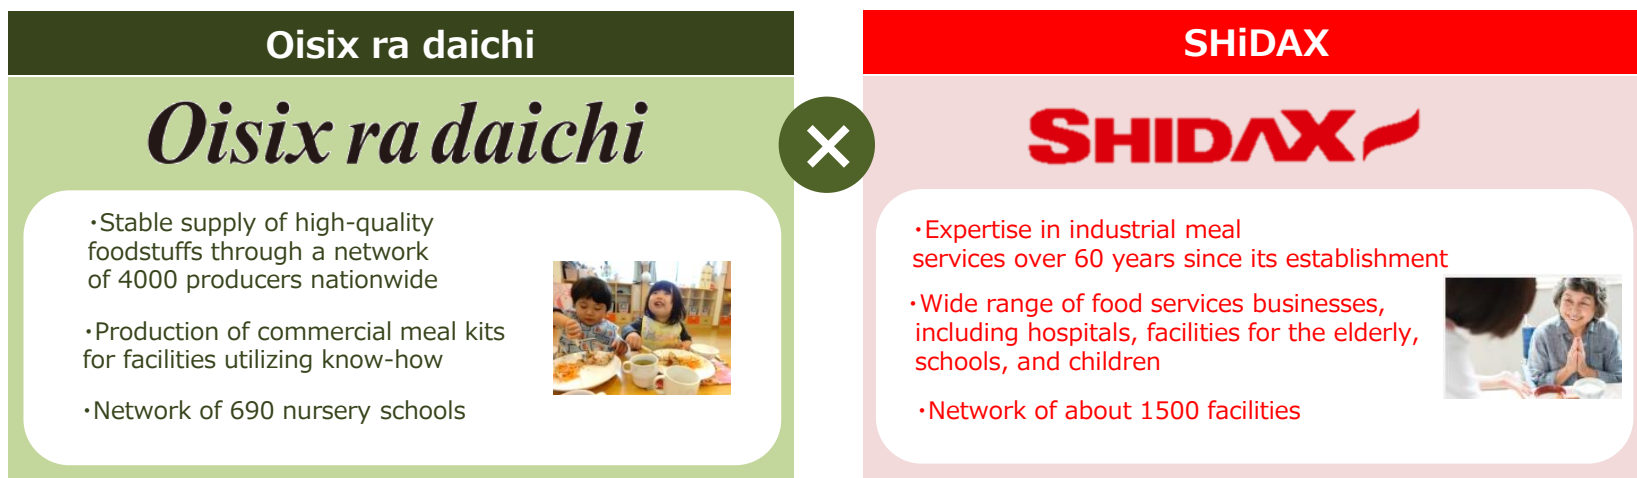 Oisix ra daichi
Oisix ra daichi
・Stable supply of high-quality
foodstuffs through a network
of 4000 producers nationwide
・Production of commercial meal kits
for facilities utilizing know-how
・Network of 690 nursery schools
×
SHiDAX
SHIDAX
・Expertise in industrial meal
services over 60 years since its establishment
・Wide range of food services businesses,
including hospitals, facilities for the elderly,
schools, and children
・Network of about 1500 facilities